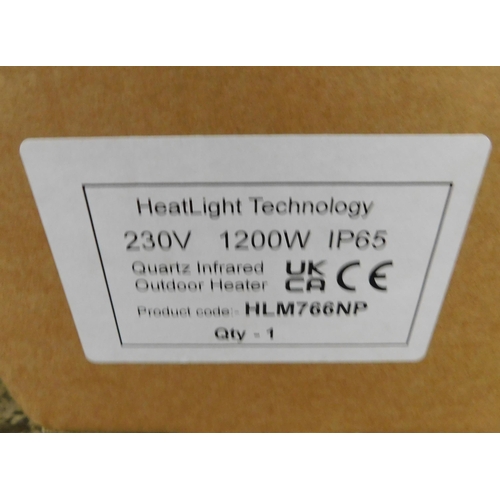 HeatLight Technology
230V 1200W IP65
Quartz Infrared UK CE
Outdoor Heater CA
Product code:- HLM766NP
Qty - 1